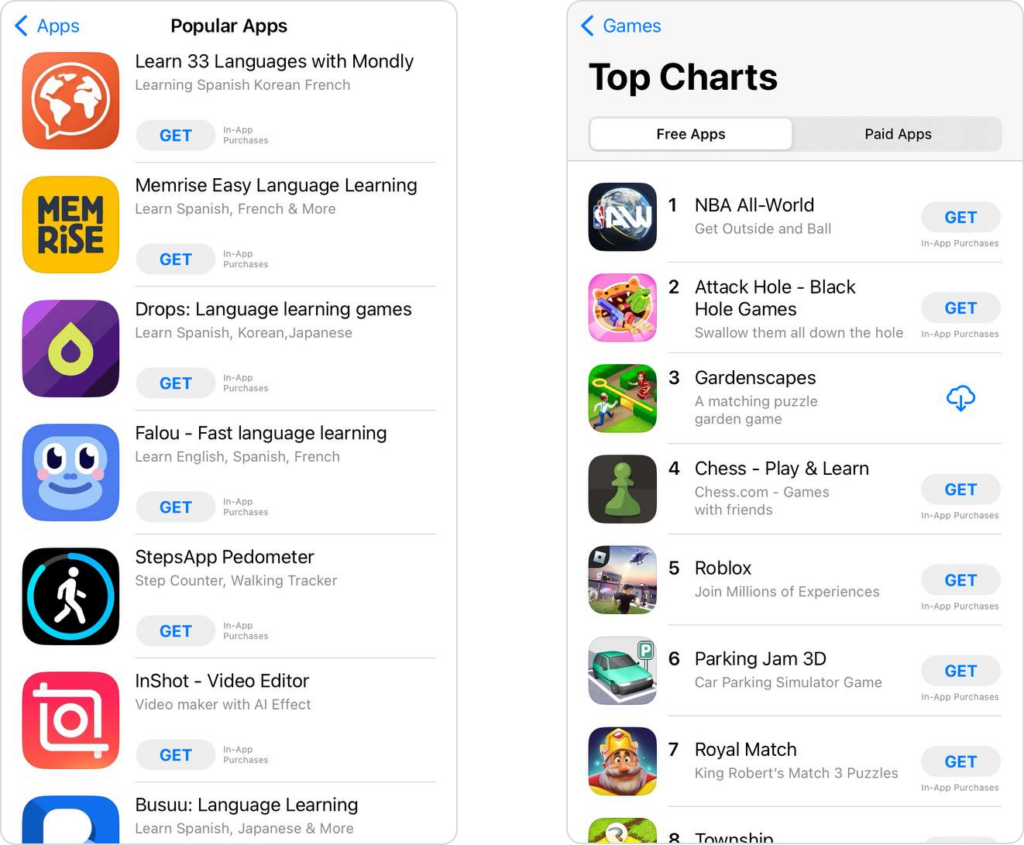 Apps
Popular Apps
Learn 33 Languages with Mondly
Learning Spanish Korean French
GET
In-App
Purchases
MEM
RiSE
Memrise Easy Language Learning
Learn Spanish, French & More
GET
In-App
Purchases
Drops: Language learning games
Learn Spanish, Korean,Japanese
GET
In-App
Purchases
Falou - Fast language learning
Learn English, Spanish, French
GET
In-App
Purchases
StepsApp Pedometer
Step Counter, Walking Tracker
GET
In-App
Purchases
InShot - Video Editor
Video maker with AI Effect
GET
In-App
Purchases
Busuu: Language Learning
Learn Spanish, Japanese & More
Games
Top Charts
Free Apps
Paid Apps
AW
1
NBA All-World
Get Outside and Ball
GET
In-App Purchases
2
Attack Hole - Black
Hole Games
Swallow them all down the hole
GET
In-App Purchases
3
Gardenscapes
A matching puzzle
garden game
4
Chess - Play & Learn
Chess.com - Games
with friends
GET
In-App Purchases
5
Roblox
Join Millions of Experiences
GET
In-App Purchases
P
6
Parking Jam 3D
Car Parking Simulator Game
GET
In-App Purchases
7
Royal Match
King Robert's Match 3 Puzzles
GET
In-App Purchases
R
8
Township